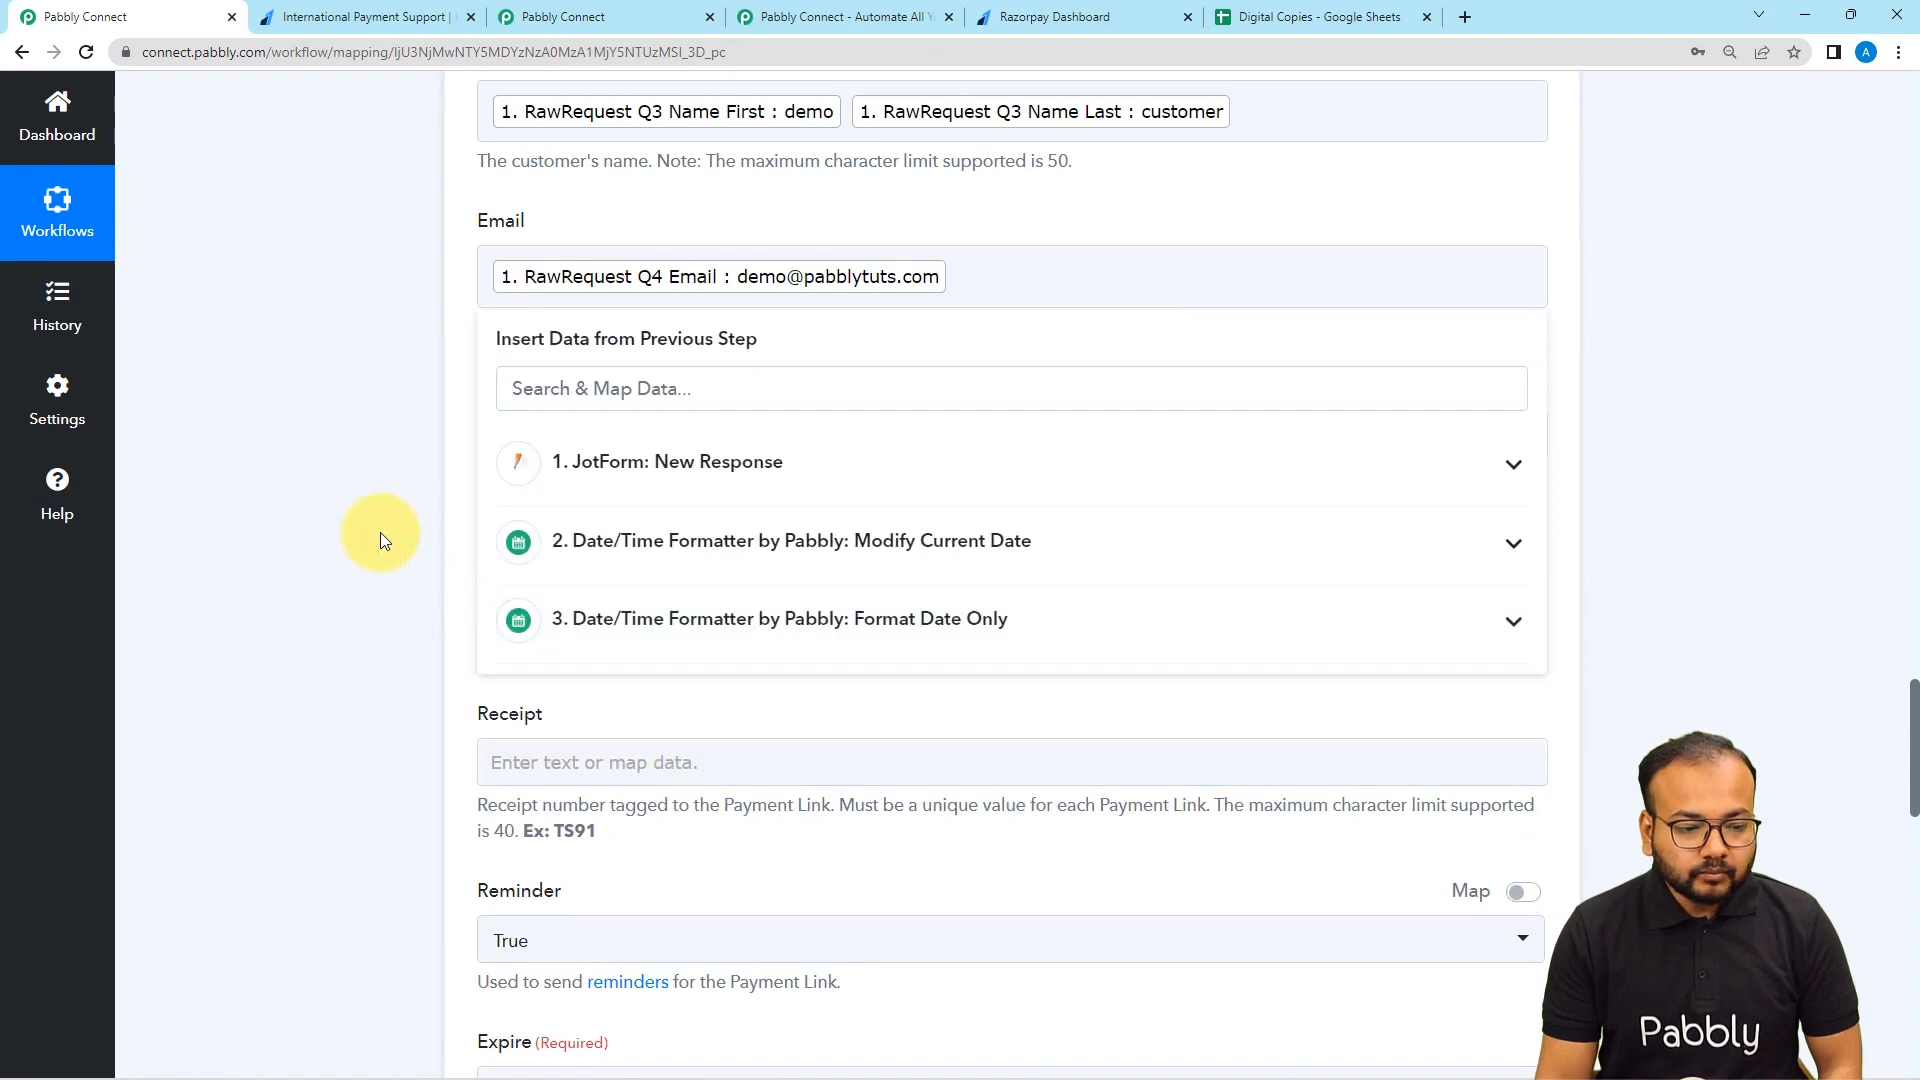 Pabbly Connect
International Payment Support |
Pabbly Connect
Pabbly Connect - Automate All Y
Razorpay Dashboard
Digital Copies - Google Sheets
connect.pabbly.com/workflow/mapping/IjU3NjMwNTY5MDYzNzA0MzA1MjY5NTUzMSI_3D_pc
A
Dashboard
Workflows
History
Settings
Help
1. RawRequest Q3 Name First : demo
1. RawRequest Q3 Name Last : customer
The customer's name. Note: The maximum character limit supported is 50.
Email
1. RawRequest Q4 Email : demo@pabblytuts.com
Insert Data from Previous Step
Search & Map Data...
1. JotForm: New Response
2. Date/Time Formatter by Pabbly: Modify Current Date
3. Date/Time Formatter by Pabbly: Format Date Only
Receipt
Enter text or map data.
Receipt number tagged to the Payment Link. Must be a unique value for each Payment Link. The maximum character limit supported
is 40. Ex: TS91
Reminder
Map
True
Used to send reminders for the Payment Link.
Expire (Required)
Pabbly